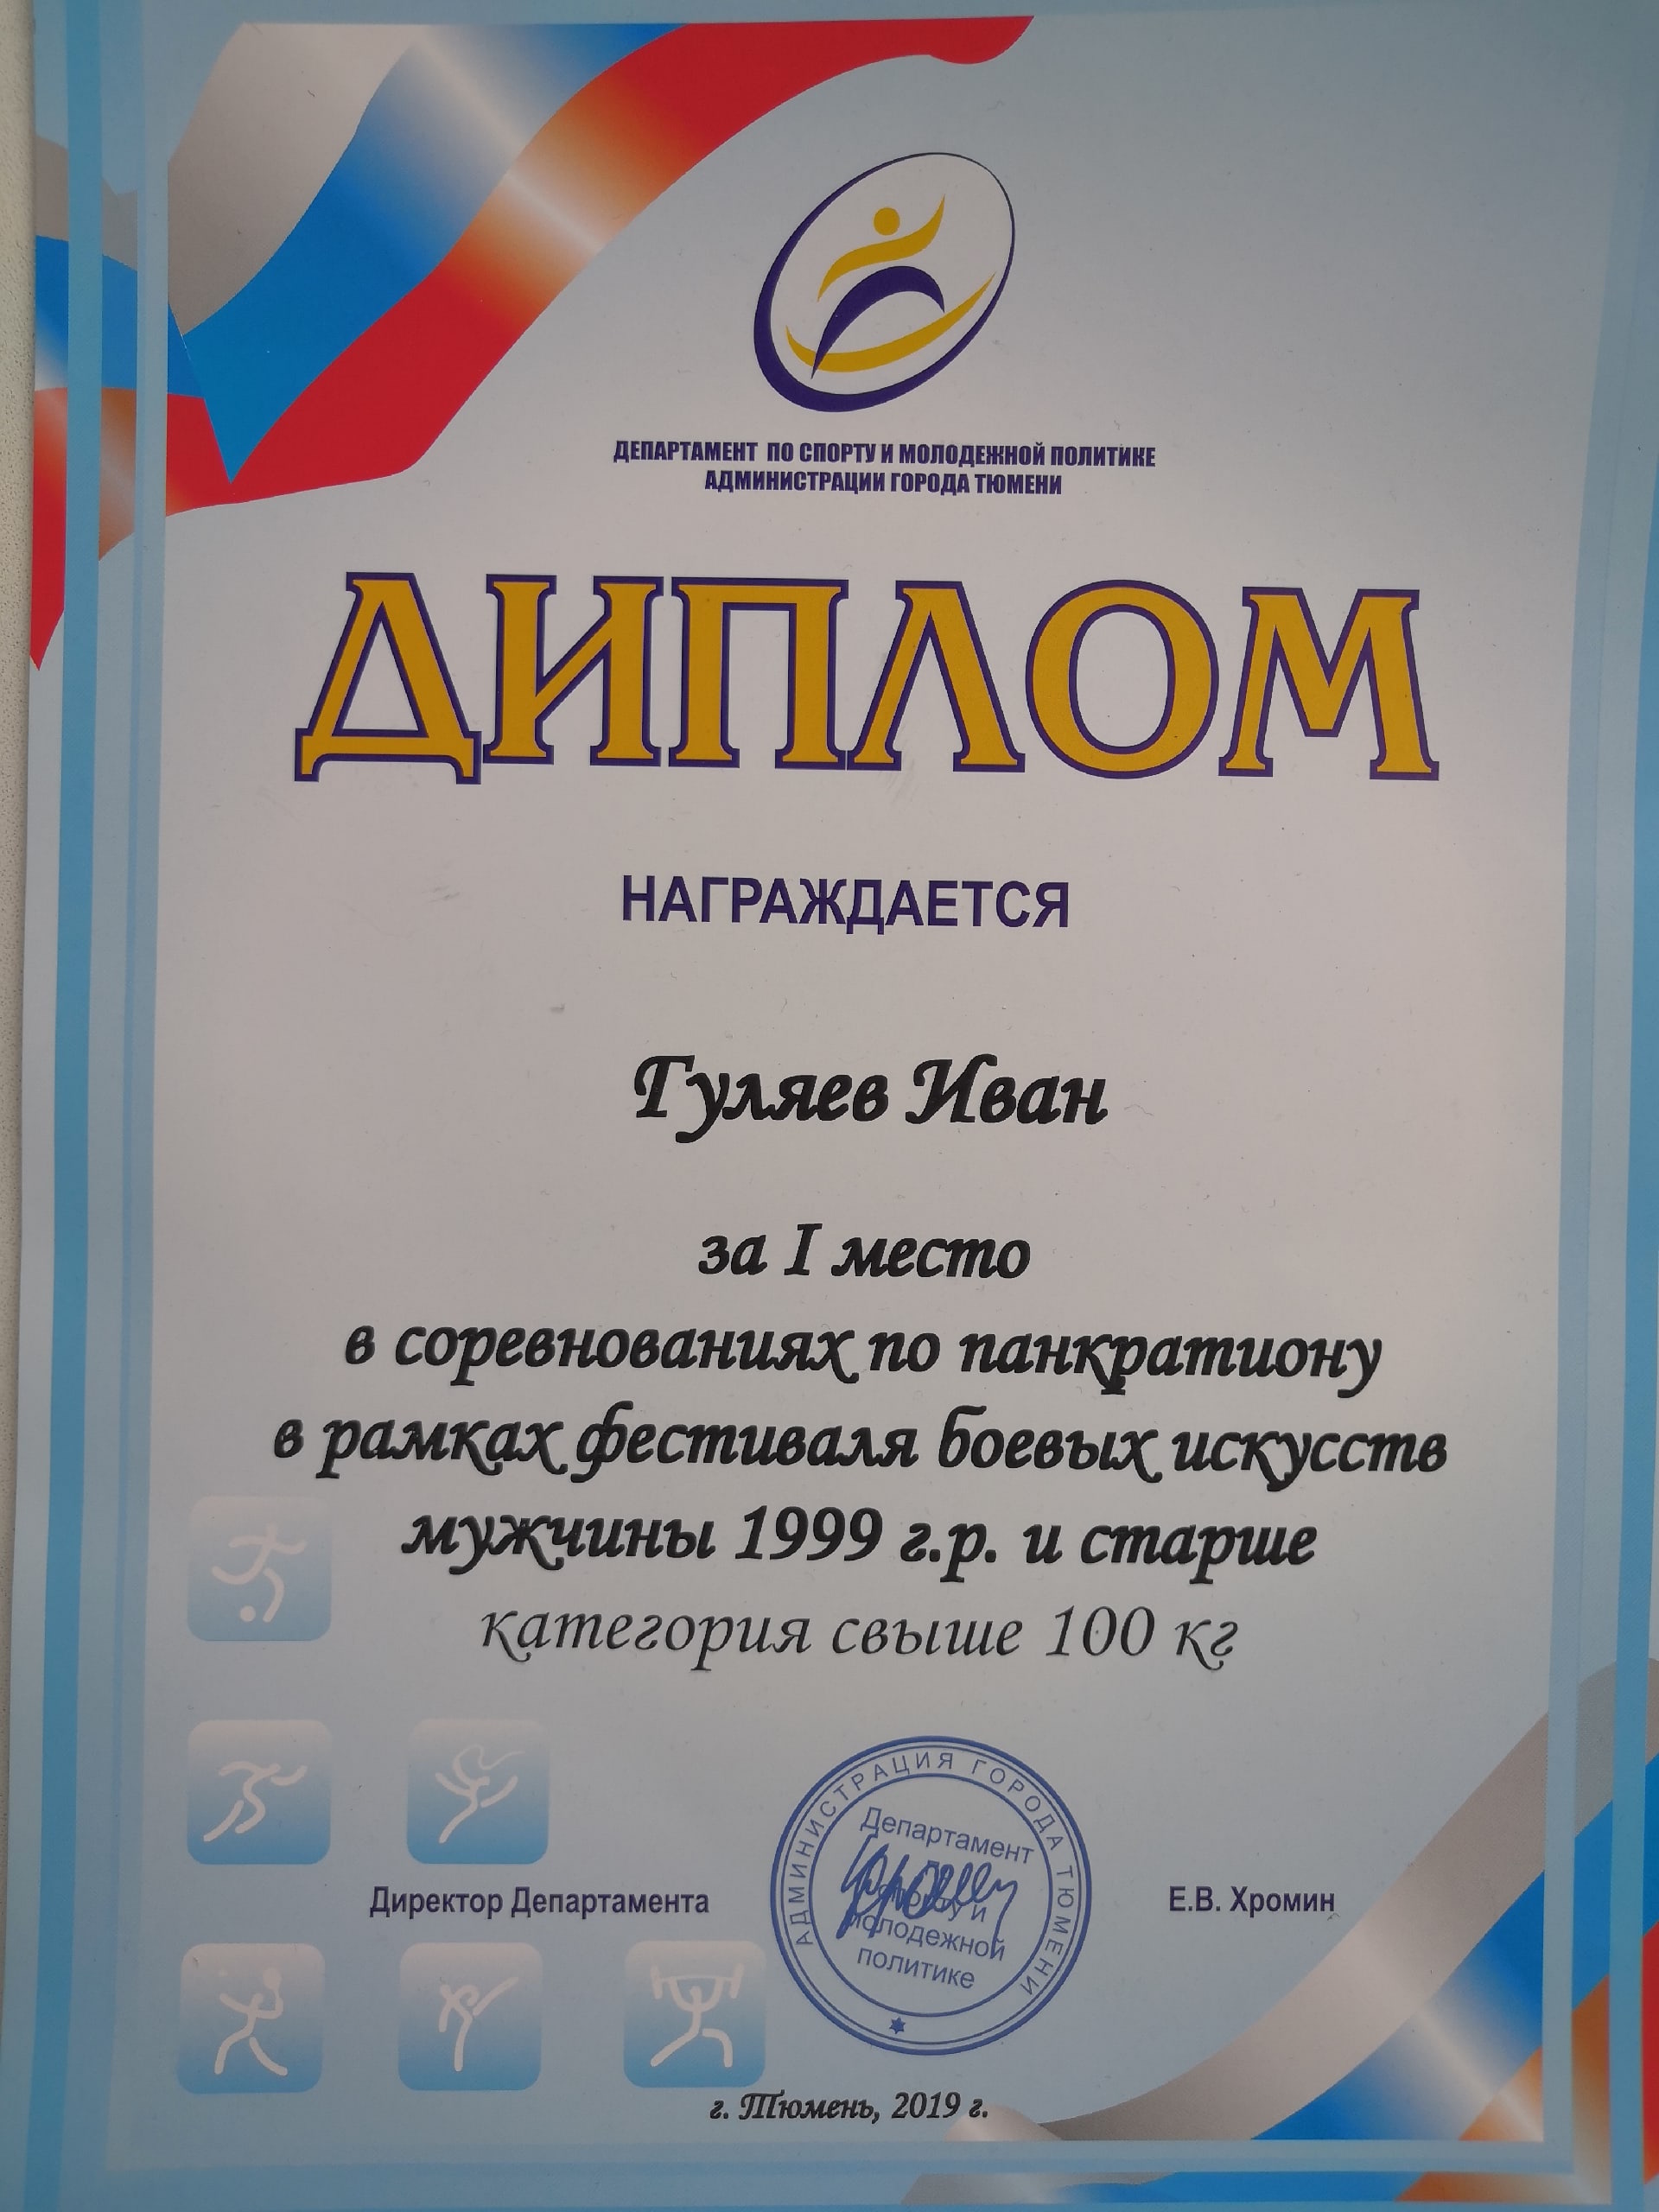 ДЕПАРТАМЕНТ ПО СПОРТУ И МОЛОДЕЖНОЙ ПОЛИТИКЕ
АДМИНИСТРАЦИИ ГОРОДА ТЮМЕНИ
ДИПЛОМ
НАГРАЖДАЕТСЯ
Гуляев Иван
за I место
в соревнованиях по панкратиону
в рамках фестиваля боевых искусств
мужчины 1999 г.р. и старше
категория свыше 100 кг
АДМИНИСТРАЦИЯ ГОРОДА ТЮМЕНИ
Департамент
по
спорту и
молодежной
политике
Директор Департамента
Е.В. Хромин
г. Тюмень, 2019 г.